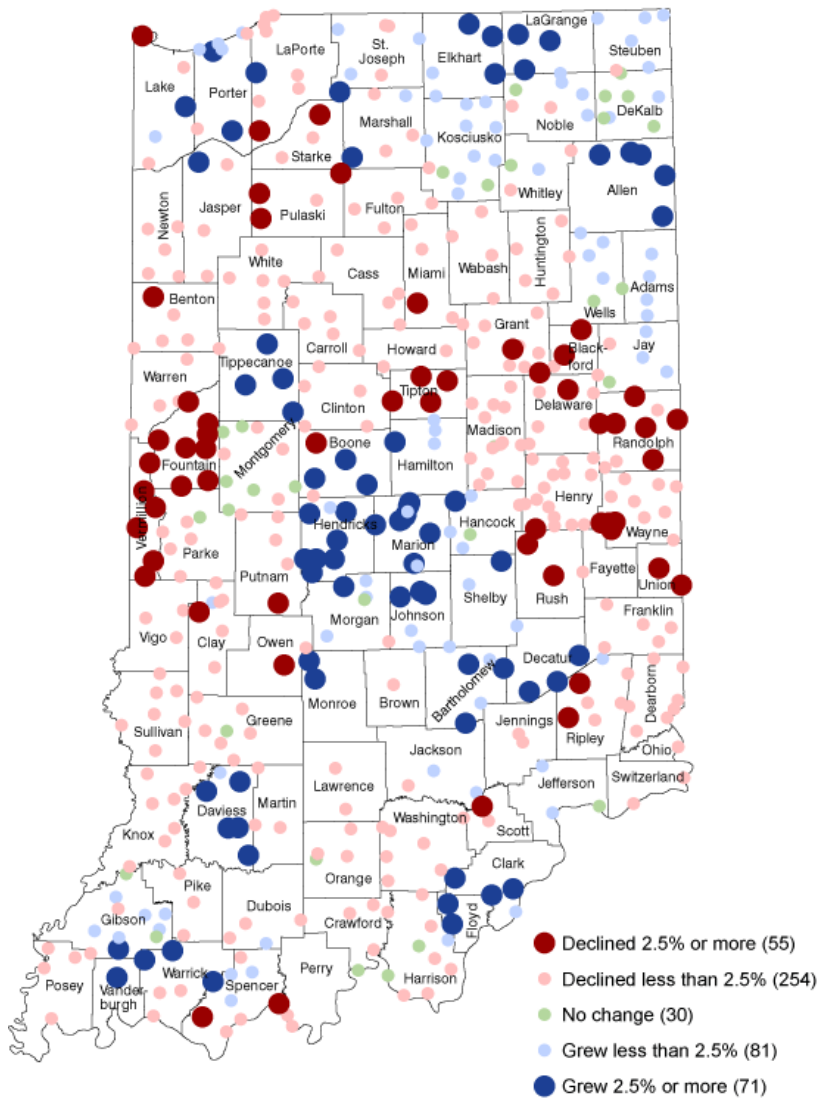 LaGrange
St.
Joseph
LaPorte
Elkhart
Steuben
Lake
Porter
DeKalb
Marshall
Noble
Kosciusko
Starke
Allen
Whitley
Newton
Jasper
Pulaski
Fulton
Huntington
White
Cass
Miami
Wabash
Adams
Benton
Wells
Grant
Carroll
Howard
Black-
ford
Jay
Tippecanoe
Warren
Tipton
Clinton
Delaware
Madison
Randolph
Montgomery
Boone
Hamilton
Fountain
Henry
Vermillion
Hendricks
Hancock
Marion
Wayne
Parke
Putnam
Fayette
Union
Rush
Shelby
Franklin
Morgan
Johnson
Vigo
Clay
Owen
Decatur
Bartholomew
Dearborn
Monroe
Brown
Greene
Jennings
Sullivan
Ripley
Jackson
Ohio
Switzerland
Lawrence
Jefferson
Daviess
Martin
Washington
Knox
Scott
Clark
Orange
Pike
Dubois
Gibson
Crawford
Floyd
Perry
Warrick
Harrison
Posey
Vander-
burgh
Spencer
Declined 2.5% or more (55)
Declined less than 2.5% (254)
No change (30)
Grew less than 2.5% (81)
Grew 2.5% or more (71)